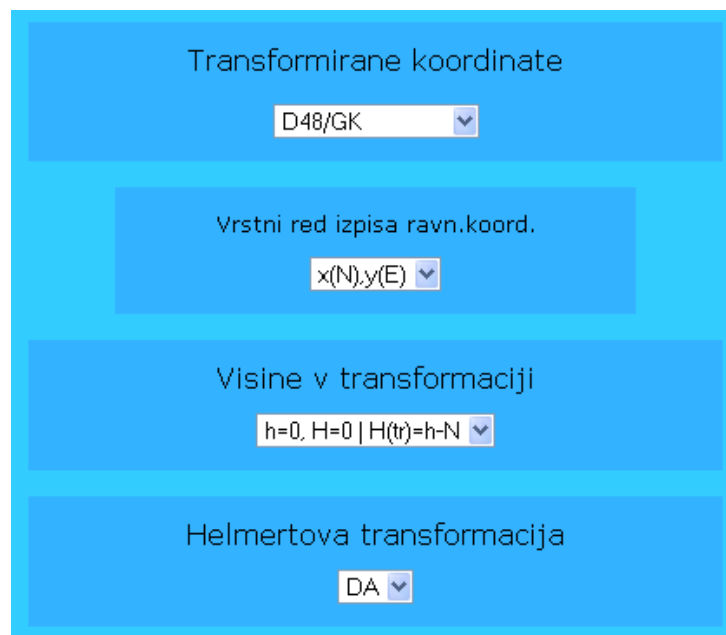 Transformirane koordinate
D48/GK
Vrstni red izpisa ravn.koord.
x(N),y(E)
Visine v transformaciji
h=0, H=0 | H(tr)=h-N
Helmertova transformacija
DA